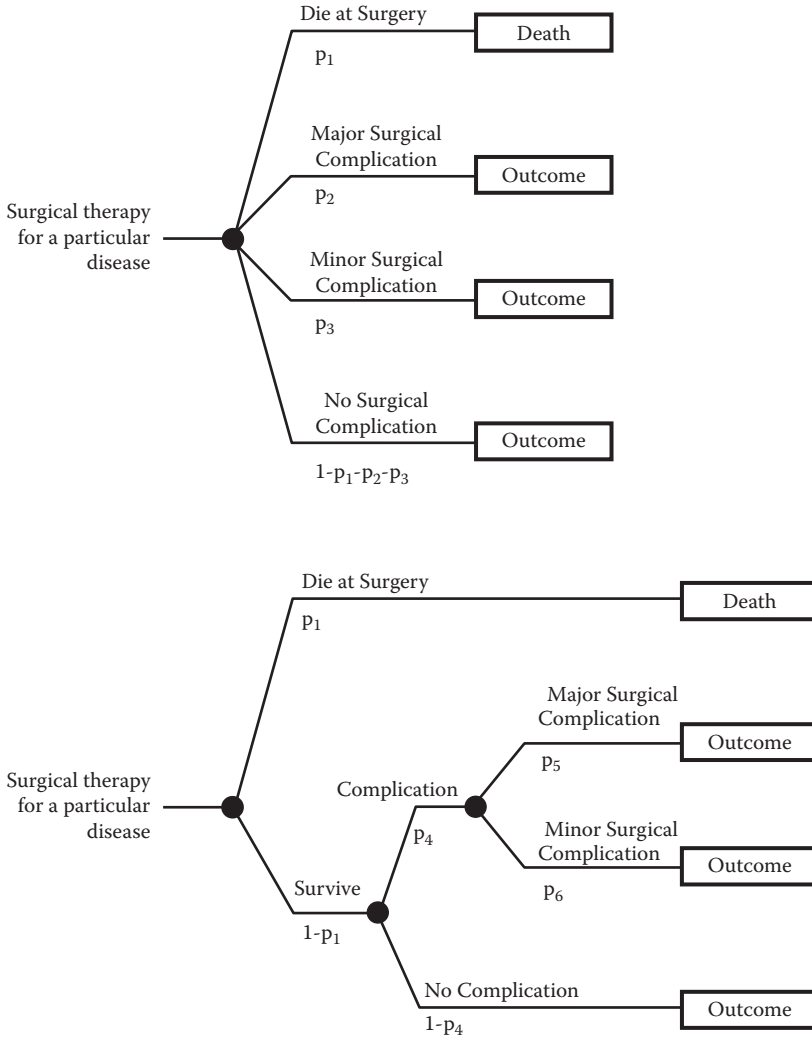 Die at Surgery
Death
p₁
Major Surgical
Complication
Outcome
p₂
Surgical therapy
for a particular
disease
Minor Surgical
Complication
Outcome
p₃
No Surgical
Complication
Outcome
1-p₁-p₂-p₃
Die at Surgery
Death
p₁
Major Surgical
Complication
Outcome
p₅
Surgical therapy
for a particular
disease
Complication
p₄
Minor Surgical
Complication
Outcome
p₆
Survive
1-p₁
No Complication
Outcome
1-p₄